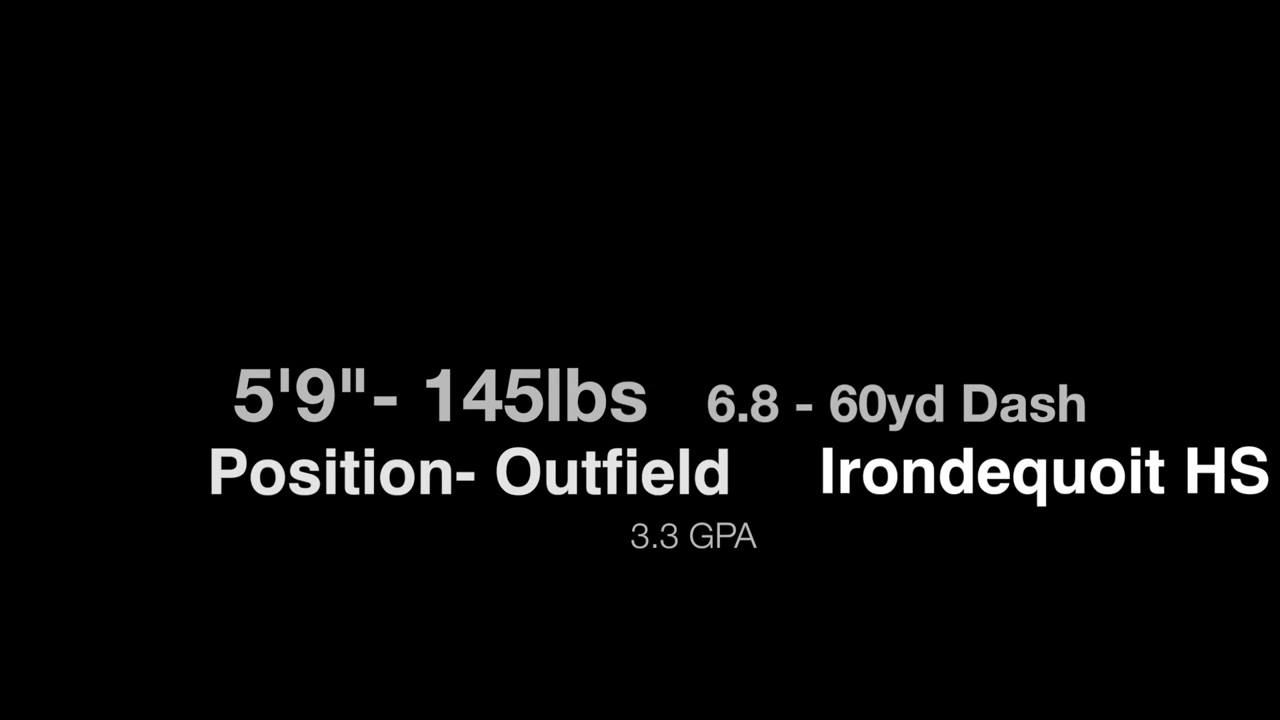 5'9"- 145lbs 6.8 - 60yd Dash
Position- Outfield Irondequoit HS
3.3 GPA